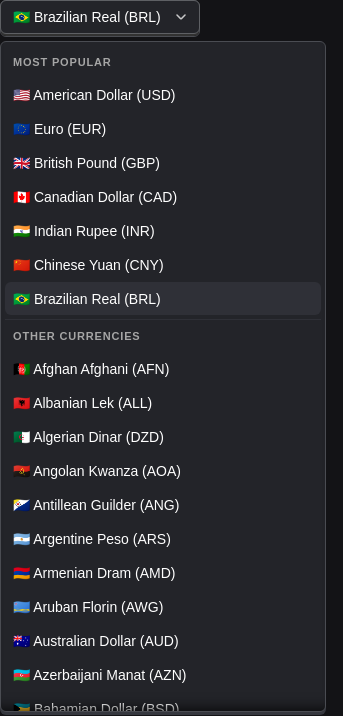 Brazilian Real (BRL)
MOST POPULAR
American Dollar (USD)
Euro (EUR)
British Pound (GBP)
Canadian Dollar (CAD)
Indian Rupee (INR)
Chinese Yuan (CNY)
Brazilian Real (BRL)
OTHER CURRENCIES
Afghan Afghani (AFN)
Albanian Lek (ALL)
Algerian Dinar (DZD)
Angolan Kwanza (AOA)
Antillean Guilder (ANG)
Argentine Peso (ARS)
Armenian Dram (AMD)
Aruban Florin (AWG)
Australian Dollar (AUD)
Azerbaijani Manat (AZN)
Bahamian Dollar (BSD)